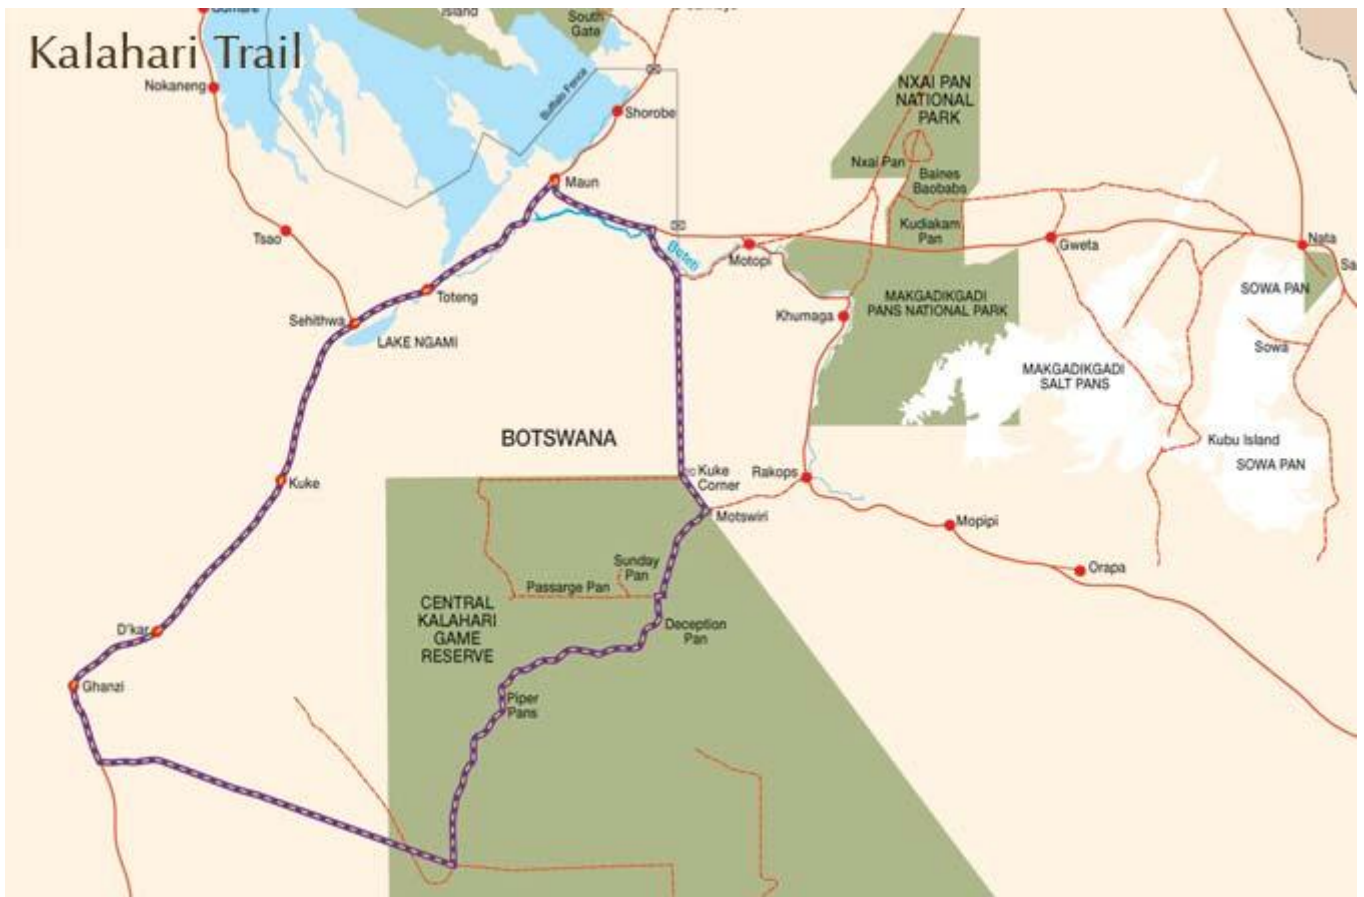 Kalahari Trail
Island
South
Gate
Nokaneng
Buffalo Fence
Shorobe
NXAI PAN
NATIONAL
PARK
Nxai Pan
Baines
Baobabs
Maun
Kudiakam
Pan
Tsao
Boteti
Motopi
Gweta
Nata
Toteng
MAKGADIKGADI
PANS NATIONAL PARK
SOWA PAN
Sehithwa
LAKE NGAMI
Khumaga
Sowa
MAKGADIKGADI
SALT PANS
BOTSWANA
Kubu Island
SOWA PAN
Kuke
Kuke
Corner
Rakops
Motswiri
Mopipi
Sunday
Pan
Passarge Pan
Orapa
CENTRAL
KALAHARI
GAME
RESERVE
D'kar
Deception
Pan
Ghanzi
Piper
Pans